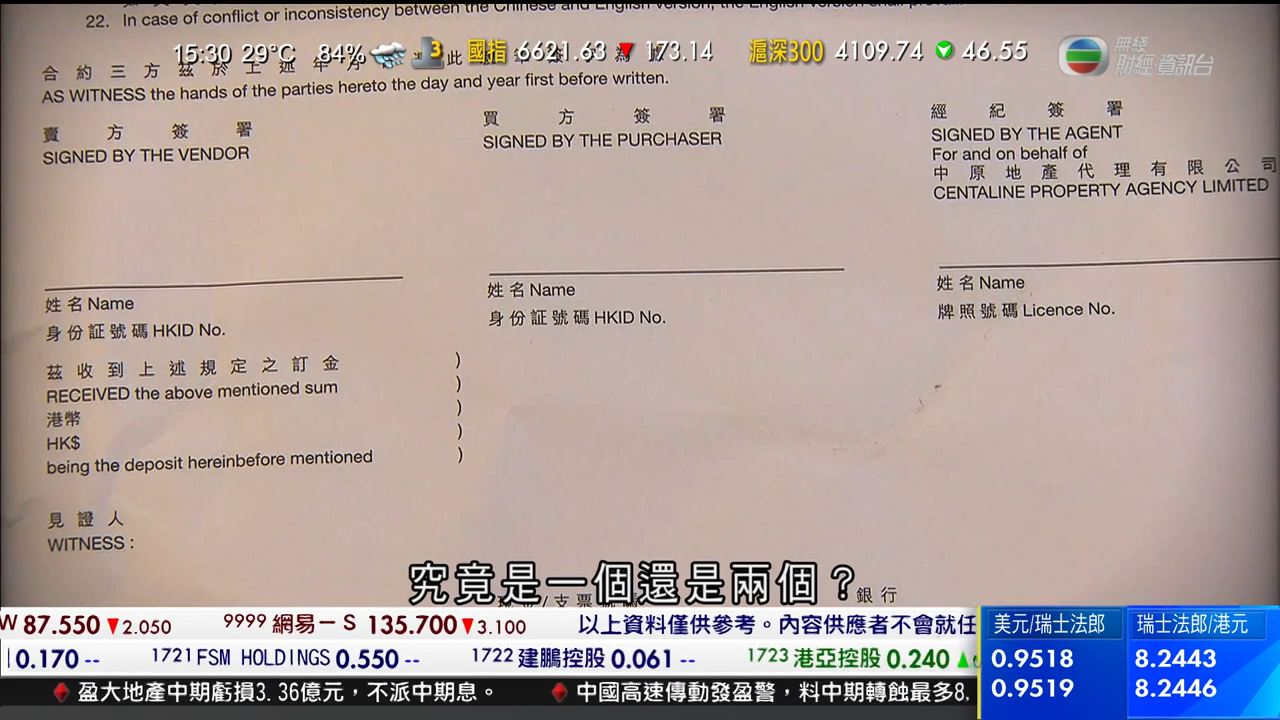 22. In case of conflict or inconsistency between the Chinese and English version, the English version shall
15:30 29°C 84% 3 國指 6621.63 ▼ 173.14 滬深300 4109.74 46.55
無綫
財經·資訊台
合約三方茲於上述年
AS WITNESS the hands of the parties hereto the day and year first before written.
賣方簽署
SIGNED BY THE VENDOR
買方簽署
SIGNED BY THE PURCHASER
經紀簽署
SIGNED BY THE AGENT
For and on behalf of
中原地產代理有限公司
CENTALINE PROPERTY AGENCY LIMITED
姓名 Name
身份証號碼 HKID No.
姓名 Name
身份証號碼 HKID No.
姓名 Name
牌照號碼 Licence No.
茲收到上述規定之訂金 )
RECEIVED the above mentioned sum )
港幣 )
HK$ )
being the deposit hereinbefore mentioned )
見證人
WITNESS :
究竟是一個還是兩個？
銀行
87.550 ▼2.050 9999 網易－S 135.700 ▼3.100 以上資料僅供參考。內容供應者不會就任
0.170 -- 1721 FSM HOLDINGS 0.550 -- 1722 建鵬控股 0.061 -- 1723 港亞控股 0.240 ▲
盈大地產中期虧損3.36億元，不派中期息。 中國高速傳動發盈警，料中期轉蝕最多8.
美元/瑞士法郎
0.9518
0.9519
瑞士法郎/港元
8.2443
8.2446